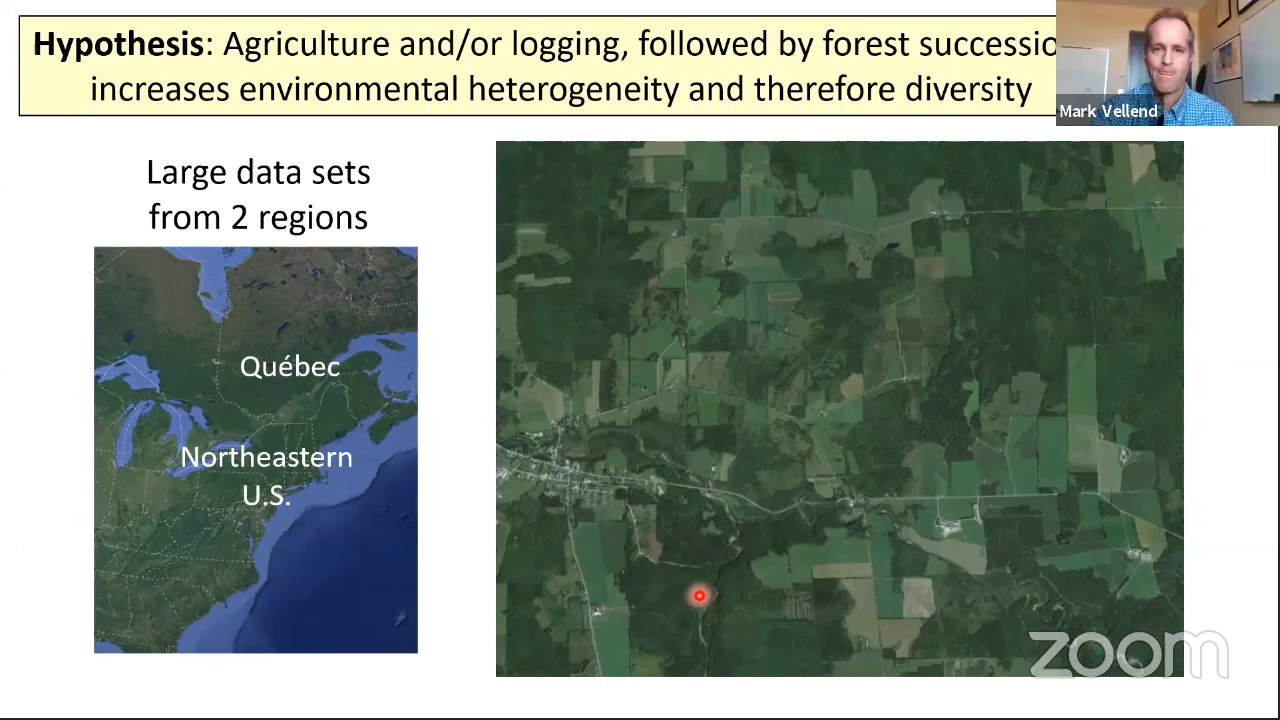 Hypothesis: Agriculture and/or logging, followed by forest successio
increases environmental heterogeneity and therefore diversity
Mark Vellend
Large data sets
from 2 regions
Québec
Northeastern
U.S.
zoom